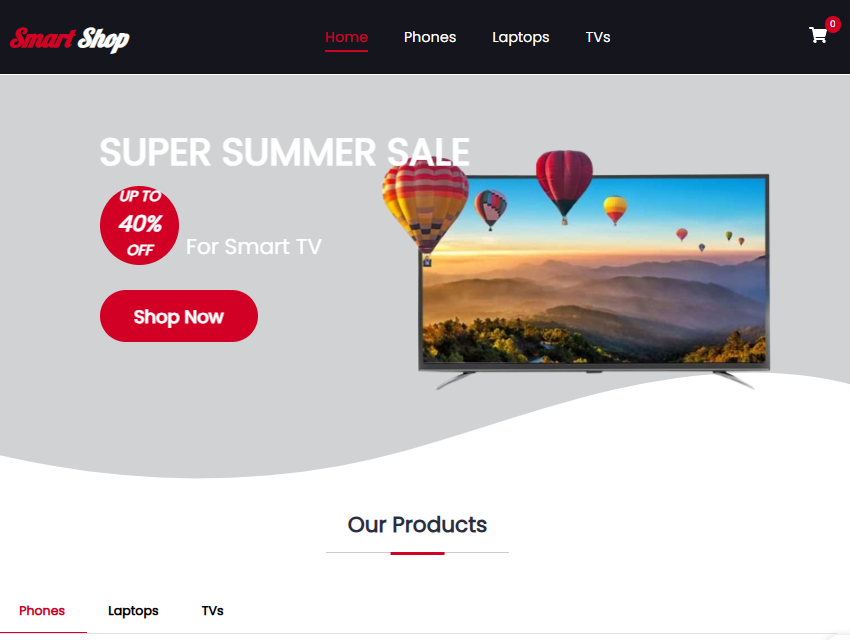 Smart Shop
Home Phones Laptops TVs
0
SUPER SUMMER SALE
UP TO
40%
OFF
For Smart TV
Shop Now
Our Products
Phones Laptops TVs